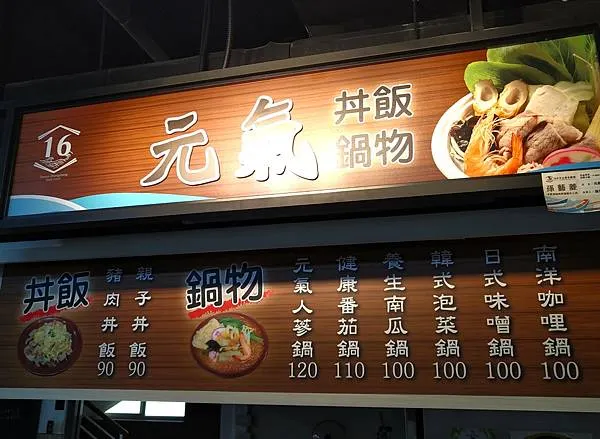 16
元氣
丼飯
鍋物
孫藝菱
丼飯
豬肉丼飯 90
親子丼飯 90
鍋物
元氣人蔘鍋 120
健康番茄鍋 110
養生南瓜鍋 100
韓式泡菜鍋 100
日式味噌鍋 100
南洋咖哩鍋 100